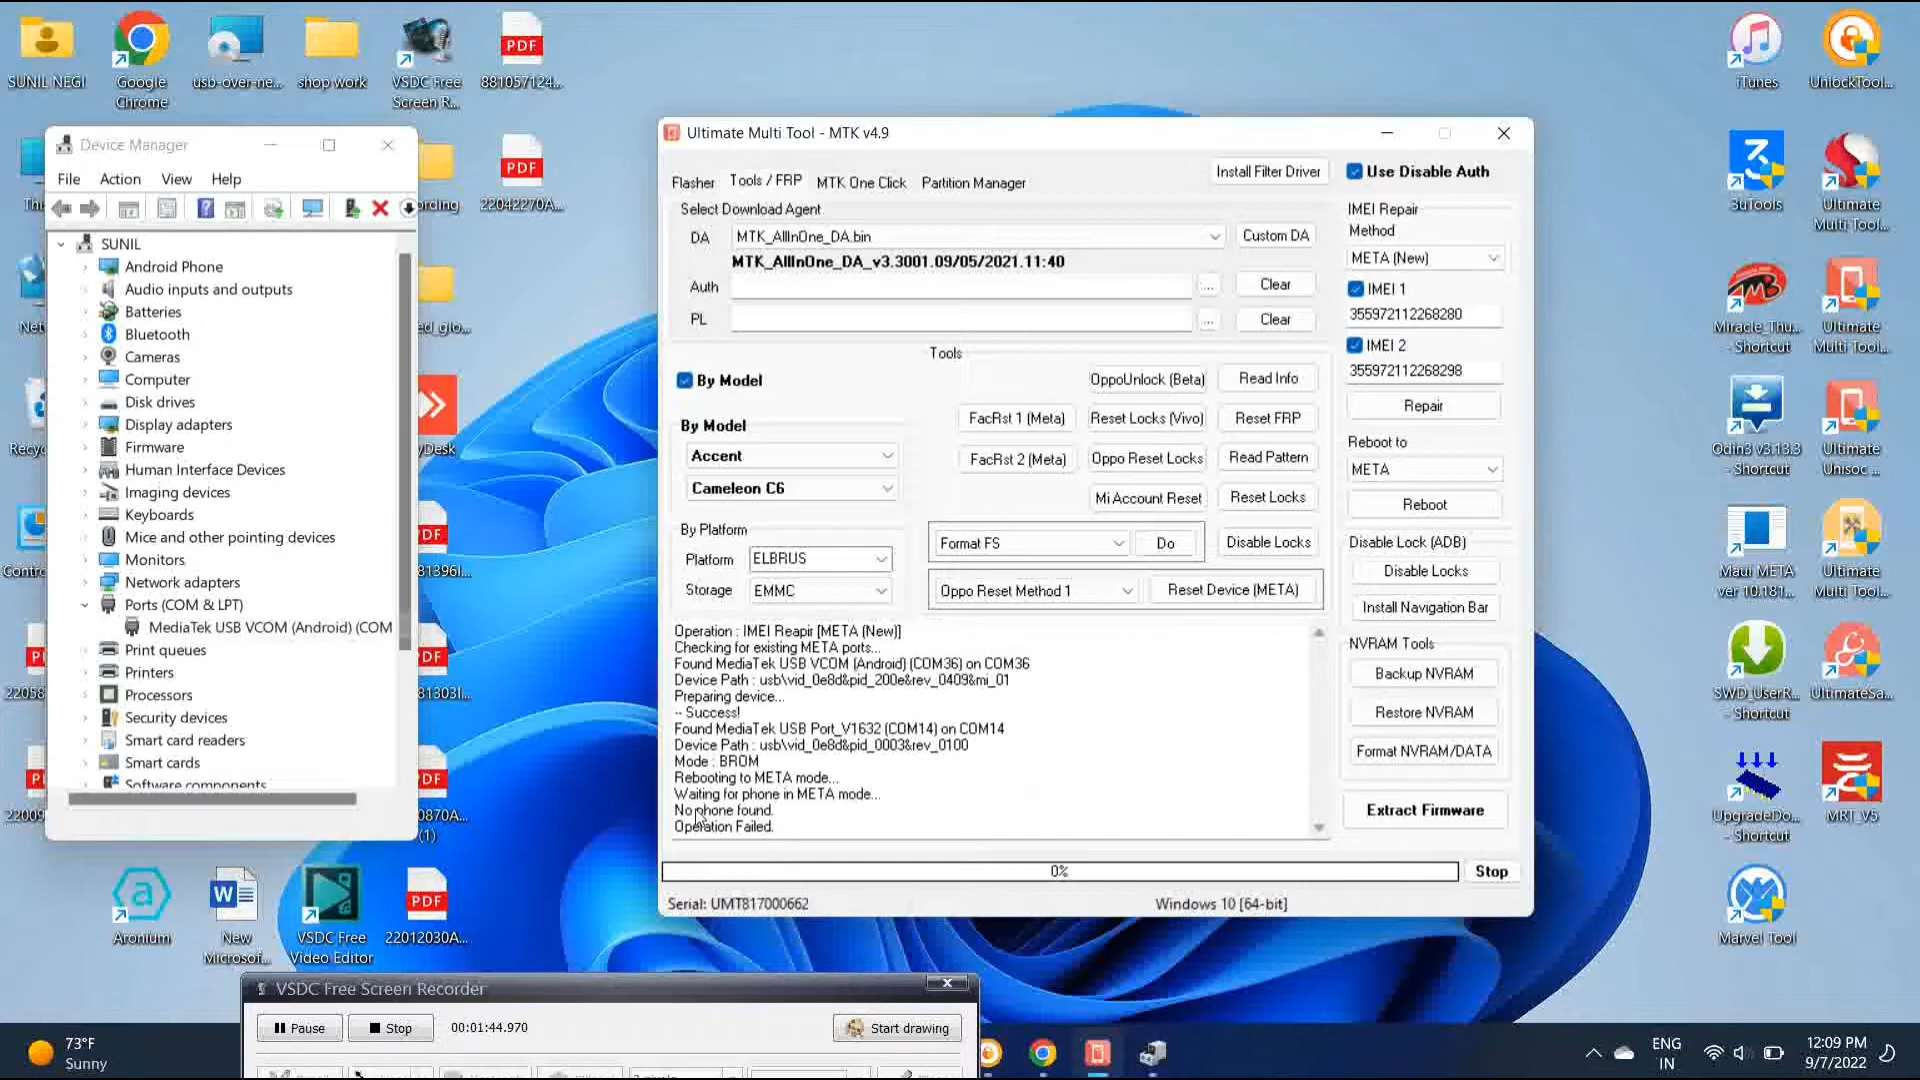 SUNIL NEGI
Google
Chrome
usb-over-ne...
shop work
VSDC Free
Screen R...
PDF
881057124...
iTunes
UnlockTool...
Device Manager
File Action View Help
SUNIL
Android Phone
Audio inputs and outputs
Batteries
Bluetooth
Cameras
Computer
Disk drives
Display adapters
Firmware
Human Interface Devices
Imaging devices
Keyboards
Mice and other pointing devices
Monitors
Network adapters
Ports (COM & LPT)
MediaTek USB VCOM (Android) (COM
Print queues
Printers
Processors
Security devices
Smart card readers
Smart cards
Software components
PDF
22042270A...
Ultimate Multi Tool - MTK v4.9
Flasher Tools / FRP MTK One Click Partition Manager
Install Filter Driver
Use Disable Auth
Select Download Agent
DA MTK_AllInOne_DA.bin Custom DA
MTK_AllInOne_DA_v3.3001.09/05/2021.11:40
Auth ... Clear
PL ... Clear
By Model
By Model
Accent
Cameleon C6
By Platform
Platform ELBRUS
Storage EMMC
Tools
OppoUnlock (Beta) Read Info
FacRst 1 (Meta) Reset Locks (Vivo) Reset FRP
FacRst 2 (Meta) Oppo Reset Locks Read Pattern
Mi Account Reset Reset Locks
Format FS Do Disable Locks
Oppo Reset Method 1 Reset Device (META)
IMEI Repair
Method
META (New)
IMEI 1
355972112268280
IMEI 2
355972112268298
Repair
Reboot to
META
Reboot
Disable Lock (ADB)
Disable Locks
Install Navigation Bar
NVRAM Tools
Backup NVRAM
Restore NVRAM
Format NVRAM/DATA
Extract Firmware
Operation : IMEI Reapir [META (New)]
Checking for existing META ports...
Found MediaTek USB VCOM (Android) (COM36) on COM36
Device Path : usb\vid_0e8d&pid_200e&rev_0409&mi_01
Preparing device...
-- Success!
Found MediaTek USB Port_V1632 (COM14) on COM14
Device Path : usb\vid_0e8d&pid_0003&rev_0100
Mode : BROM
Rebooting to META mode...
Waiting for phone in META mode...
No phone found.
Operation Failed.
0%
Stop
Serial: UMT817000662
Windows 10 [64-bit]
3uTools
Ultimate
Multi Tool...
Miracle_Thu...
- Shortcut
Ultimate
Multi Tool...
Odin3 v3.13.3
- Shortcut
Ultimate
Unisoc ...
Maui META
ver 10.181...
Ultimate
Multi Tool...
SWD_UserR...
- Shortcut
UltimateSa...
UpgradeDo...
- Shortcut
MRT_V5
Marvel Tool
Aronium
New
Microsof...
VSDC Free
Video Editor
PDF
22012030A...
VSDC Free Screen Recorder
Pause
Stop
00:01:44.970
Start drawing
73°F
Sunny
ENG
IN
12:09 PM
9/7/2022